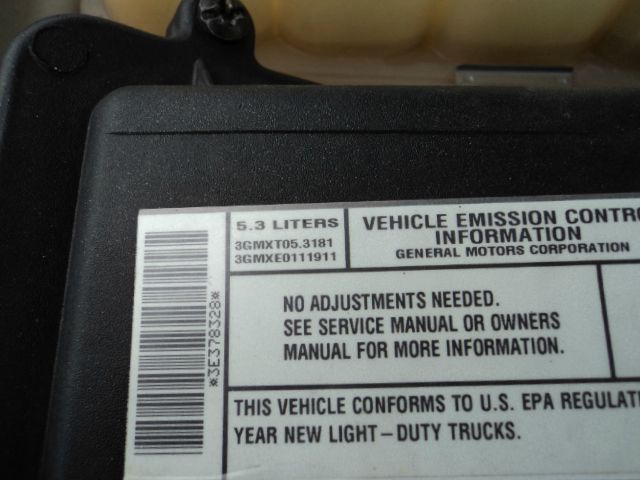 5.3 LITERS
3GMXT05.3181
3GMXE0111911
VEHICLE EMISSION CONTRO
INFORMATION
GENERAL MOTORS CORPORATION
*3E378328*
NO ADJUSTMENTS NEEDED.
SEE SERVICE MANUAL OR OWNERS
MANUAL FOR MORE INFORMATION.
THIS VEHICLE CONFORMS TO U.S. EPA REGULATI
YEAR NEW LIGHT-DUTY TRUCKS.